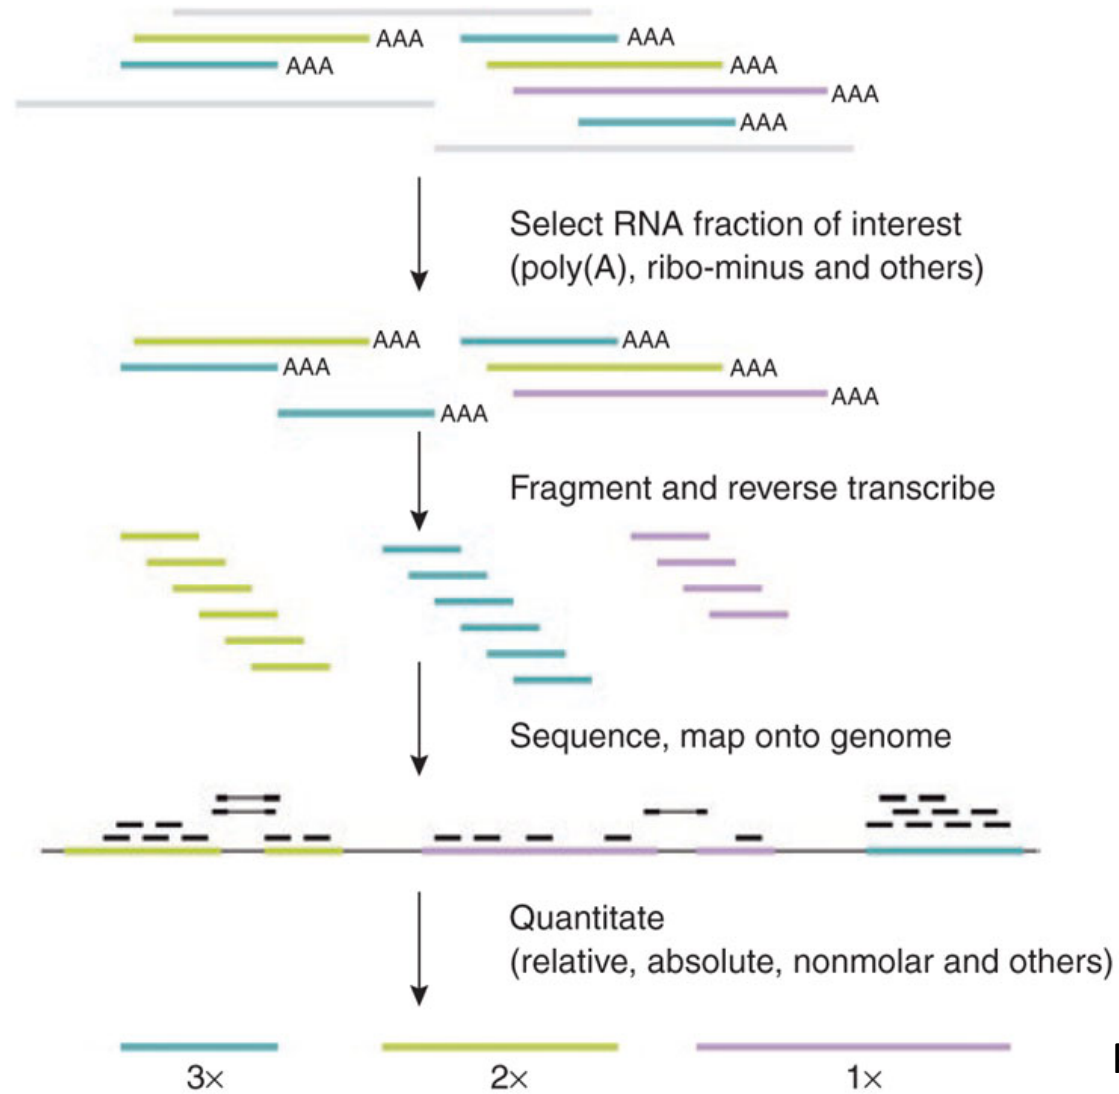 AAA AAA
AAA AAA
AAA
AAA
Select RNA fraction of interest
(poly(A), ribo-minus and others)
AAA AAA
AAA AAA
AAA
AAA
Fragment and reverse transcribe
Sequence, map onto genome
Quantitate
(relative, absolute, nonmolar and others)
3× 2× 1×